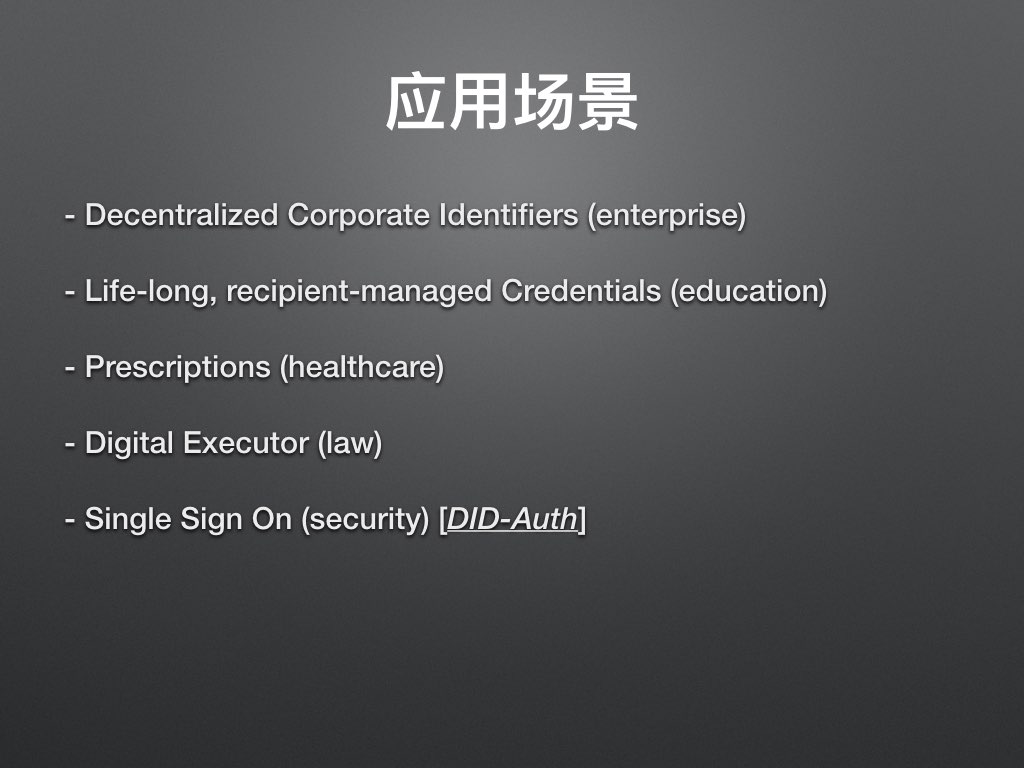 应用场景
- Decentralized Corporate Identifiers (enterprise)
- Life-long, recipient-managed Credentials (education)
- Prescriptions (healthcare)
- Digital Executor (law)
- Single Sign On (security) [DID-Auth]